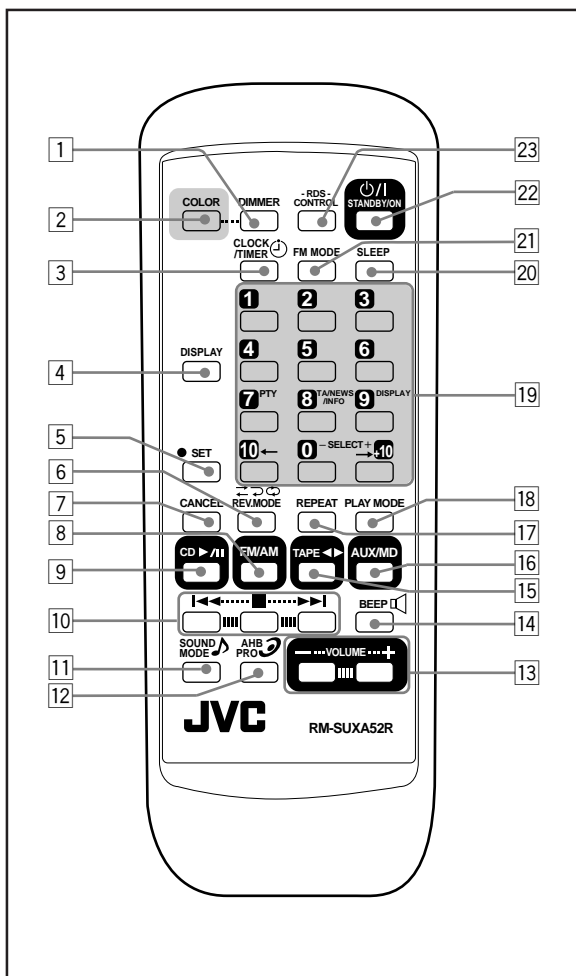 1
23
COLOR
DIMMER
- RDS -
CONTROL
⏻/I
STANDBY/ON
22
2
CLOCK
/TIMER
FM MODE
SLEEP
21
3
20
1 2 3
DISPLAY
4 5 6
4
19
7 PTY 8 TA/NEWS
/INFO 9 DISPLAY
5
● SET
10 ← 0 – SELECT + → +10
6
CANCEL
REV.MODE
REPEAT
PLAY MODE
18
7
17
8
CD ►/II
FM/AM
TAPE ◄►
AUX/MD
9
16
10
BEEP
15
14
SOUND
MODE
AHB
PRO
– VOLUME +
11
12
13
JVC
RM-SUXA52R